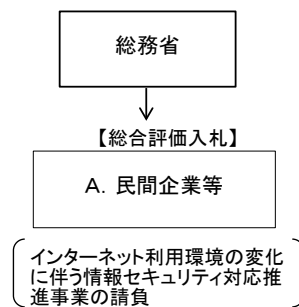 総務省
【総合評価入札】
A．民間企業等
インターネット利用環境の変化
に伴う情報セキュリティ対応推
進事業の請負